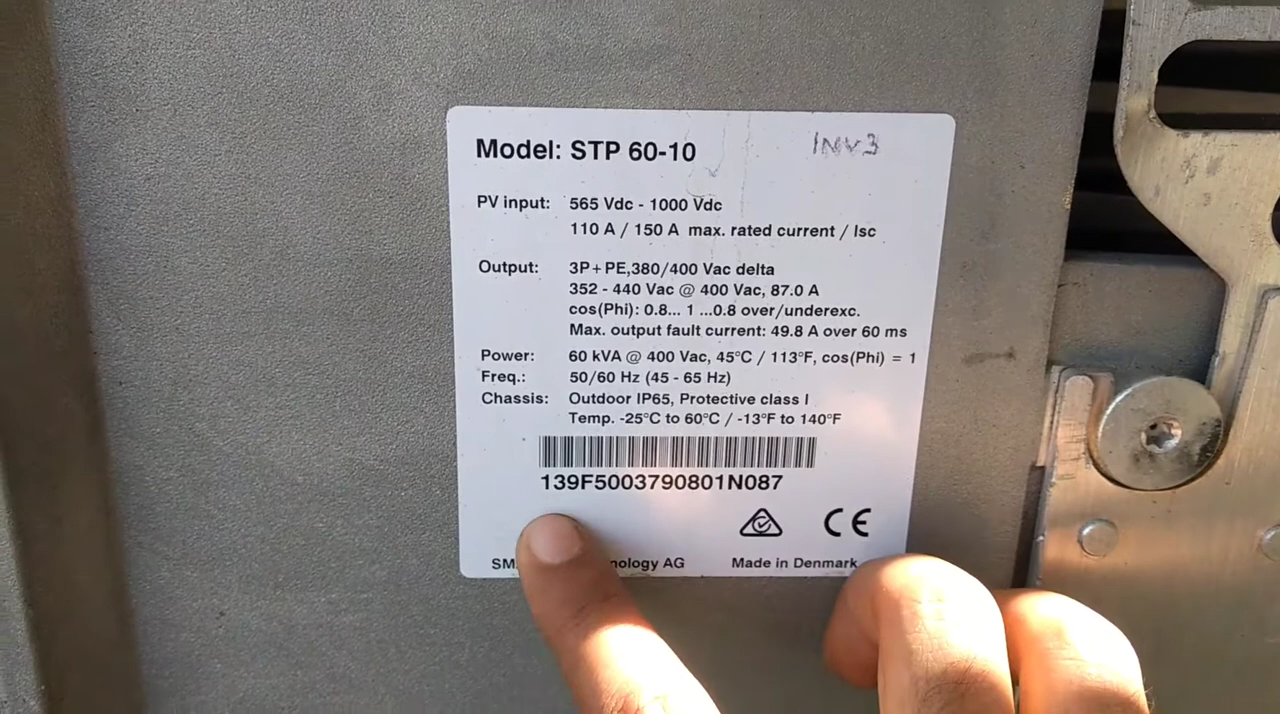 Model: STP 60-10 INV3
PV input: 565 Vdc - 1000 Vdc
110 A / 150 A max. rated current / Isc
Output: 3P+PE,380/400 Vac delta
352 - 440 Vac @ 400 Vac, 87.0 A
cos(Phi): 0.8... 1 ...0.8 over/underexc.
Max. output fault current: 49.8 A over 60 ms
Power: 60 kVA @ 400 Vac, 45°C / 113°F, cos(Phi) = 1
Freq.: 50/60 Hz (45 - 65 Hz)
Chassis: Outdoor IP65, Protective class I
Temp. -25°C to 60°C / -13°F to 140°F
139F5003790801N087
CE
AG Made in Denmark